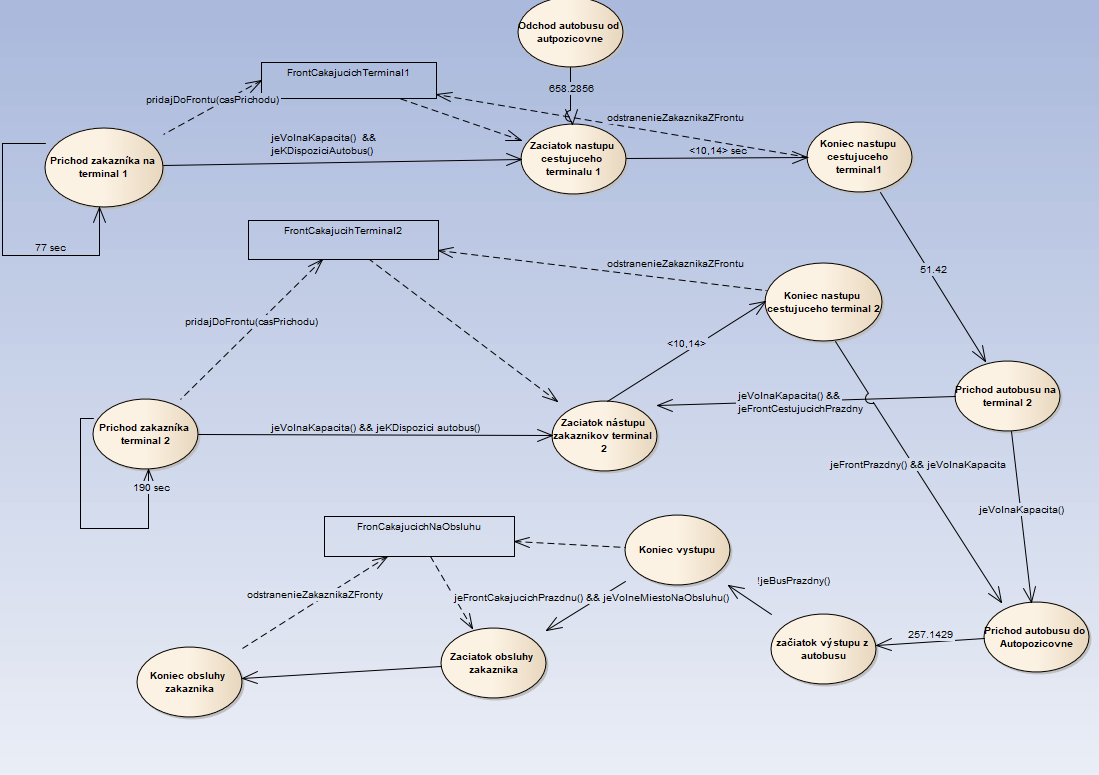 Odchod autobusu od
autpozicovne
FrontCakajucichTerminal1
658.2856
pridajDoFrontu(casPrichodu)
odstranenieZakaznikaZFrontu
jeVolnaKapacita() &&
jeKDispoziciAutobus()
Prichod zakazníka na
terminal 1
Zaciatok nastupu
cestujuceho
terminalu 1
<10,14> sec
Koniec nastupu
cestujuceho
terminal1
77 sec
FrontCakajucihTerminal2
odstranenieZakaznikaZFrontu
51.42
Koniec nastupu
cestujuceho terminal 2
pridajDoFrontu(casPrichodu)
<10,14>
Prichod autobusu na
terminal 2
jeVolnaKapacita() &&
jeFrontCestujucichPrazdny
Prichod zakazníka
terminal 2
jeVolnaKapacita() && jeKDispozici autobus()
Zaciatok nástupu
zakaznikov terminal
2
jeFrontPrazdny() && jeVolnaKapacita
190 sec
jeVolnaKapacita()
FronCakajucichNaObsluhu
Koniec vystupu
!jeBusPrazdny()
odstranenieZakaznikaZFronty
jeFrontCakajucichPrazdnu() && jeVolneMiestoNaObsluhu()
257.1429
Prichod autobusu do
Autopozicovne
začiatok výstupu z
autobusu
Zaciatok obsluhy
zakaznika
Koniec obsluhy
zakaznika